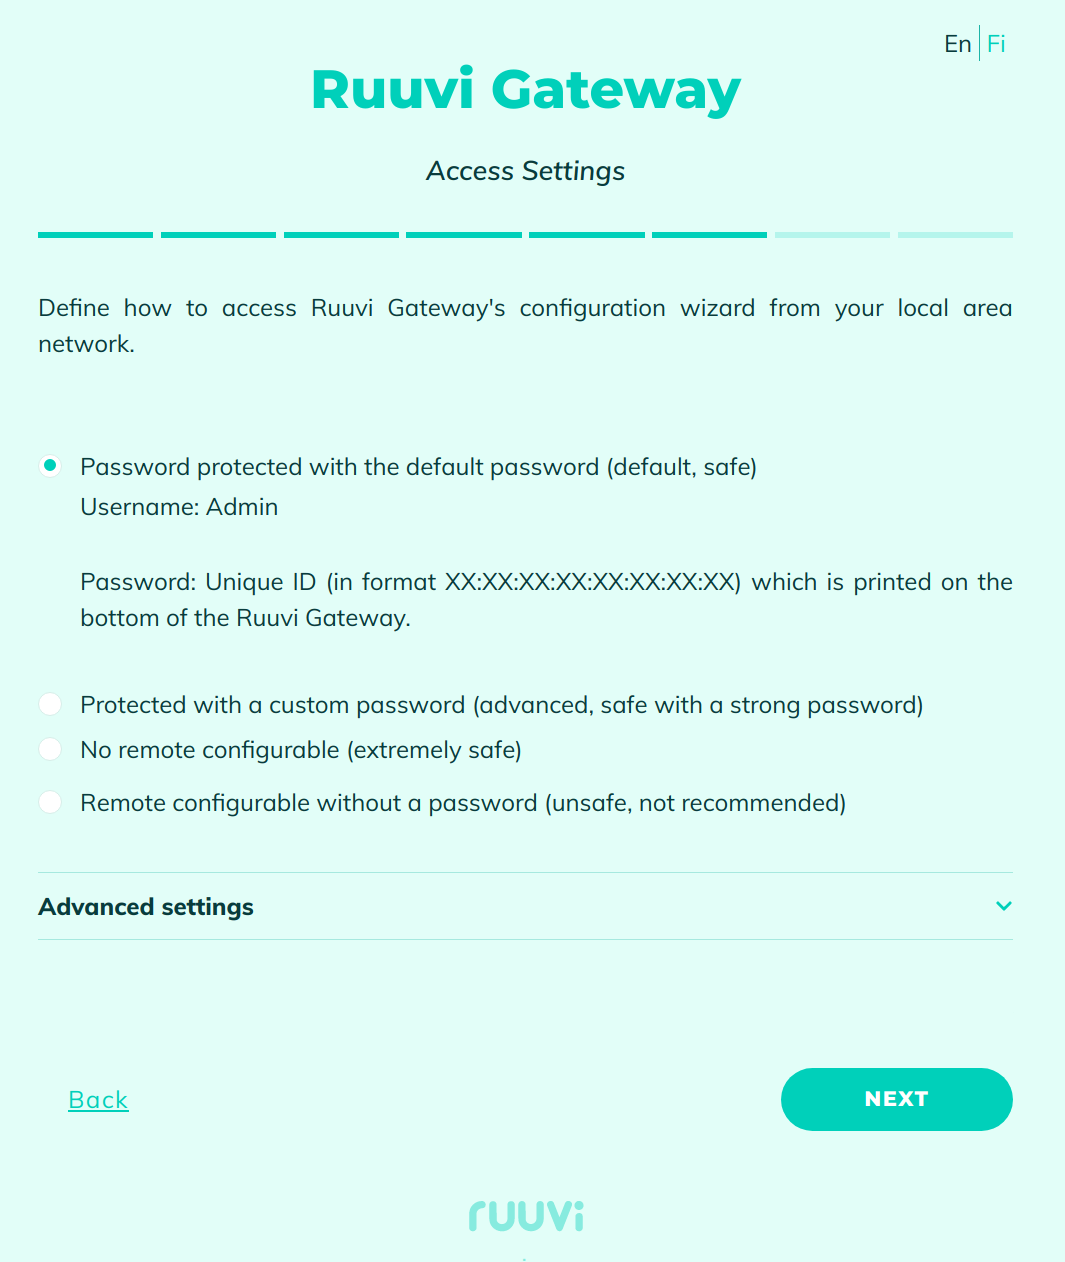 En Fi
Ruuvi Gateway
Access Settings
Define how to access Ruuvi Gateway's configuration wizard from your local area
network.
Password protected with the default password (default, safe)
Username: Admin
Password: Unique ID (in format XX:XX:XX:XX:XX:XX:XX:XX) which is printed on the
bottom of the Ruuvi Gateway.
Protected with a custom password (advanced, safe with a strong password)
No remote configurable (extremely safe)
Remote configurable without a password (unsafe, not recommended)
Advanced settings
Back NEXT
ruuvi